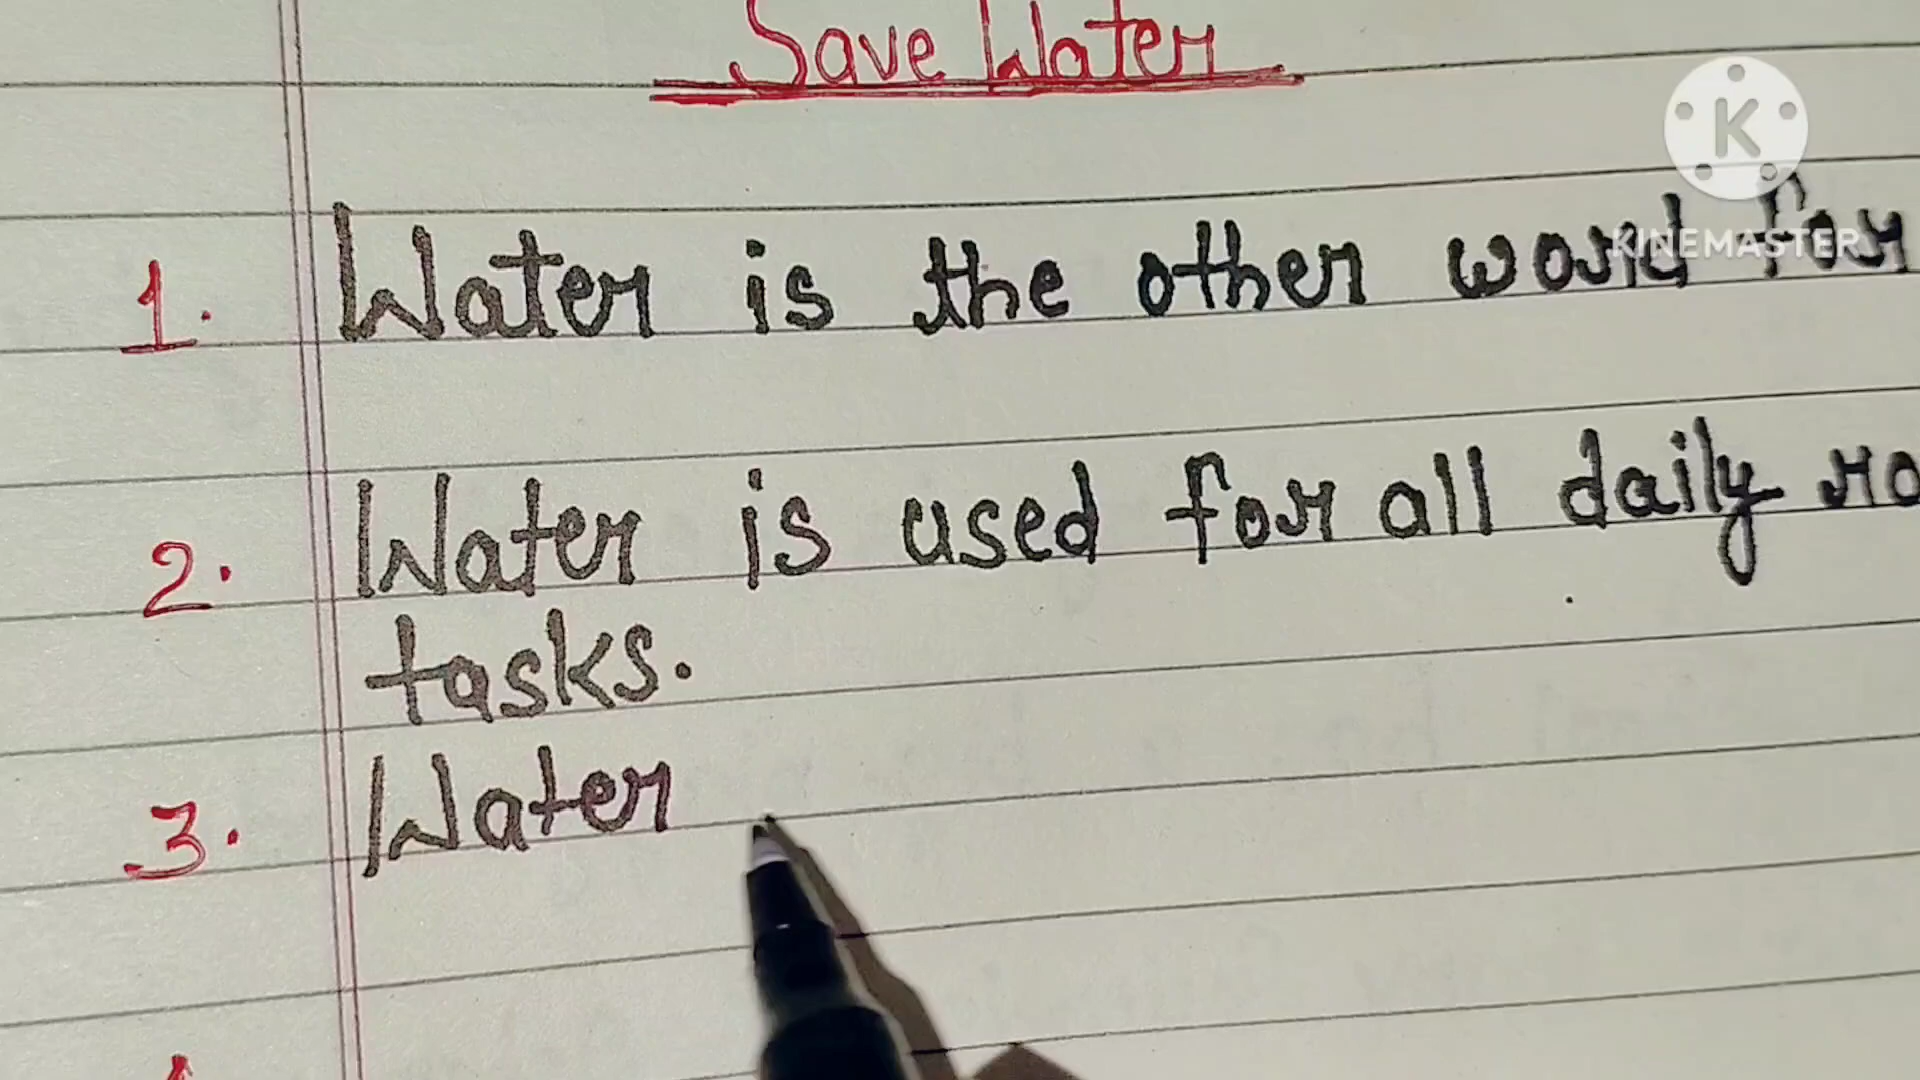 Save Water
K
KINEMASTER
1. Water is the other word for
2. Water is used for all daily ro
tasks.
3. Water